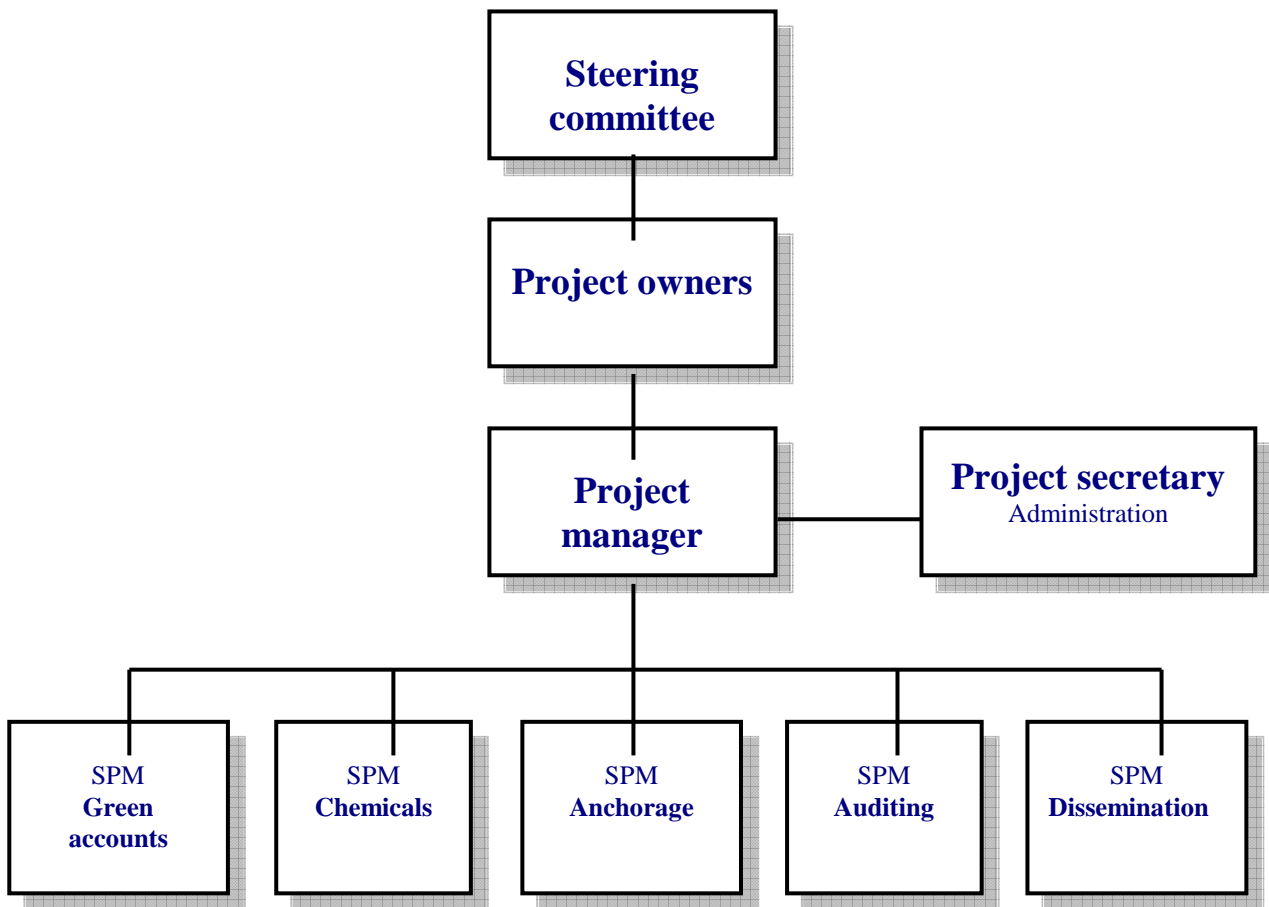 Steering
committee
Project owners
Project
manager
Project secretary
Administration
SPM
Green
accounts
SPM
Chemicals
SPM
Anchorage
SPM
Auditing
SPM
Dissemination